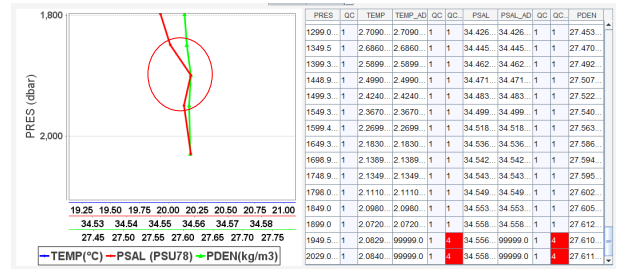 1,800
2,000
PRES (dbar)
19.25 19.50 19.75 20.00 20.25 20.50 20.75 21.00
34.53 34.54 34.55 34.56 34.57 34.58
27.45 27.50 27.55 27.60 27.65 27.70 27.75
TEMP(°C) PSAL (PSU78) PDEN(kg/m3)
PRES QC TEMP TEMP_AD QC QC... PSAL PSAL_AD QC QC... PDEN
1299.0... 1 2.7090... 2.7090... 1 1 34.426... 34.426... 1 1 27.453...
1349.5 1 2.6860... 2.6860... 1 1 34.445... 34.445... 1 1 27.470...
1399.3... 1 2.5899... 2.5899... 1 1 34.462... 34.462... 1 1 27.492...
1448.9... 1 2.4990... 2.4990... 1 1 34.471... 34.471... 1 1 27.507...
1499.3... 1 2.4240... 2.4240... 1 1 34.483... 34.483... 1 1 27.522...
1549.3... 1 2.3670... 2.3670... 1 1 34.499... 34.499... 1 1 27.540...
1599.4... 1 2.2699... 2.2699... 1 1 34.518... 34.518... 1 1 27.563...
1649.3... 1 2.1830... 2.1830... 1 1 34.536... 34.536... 1 1 27.586...
1698.9... 1 2.1389... 2.1389... 1 1 34.542... 34.542... 1 1 27.594...
1748.9... 1 2.1349... 2.1349... 1 1 34.543... 34.543... 1 1 27.595...
1798.0... 1 2.1110... 2.1110... 1 1 34.549... 34.549... 1 1 27.602...
1849.0 1 2.0980... 2.0980... 1 1 34.553... 34.553... 1 1 27.605...
1899.0 1 2.0720... 2.0720... 1 1 34.558... 34.558... 1 1 27.612...
1949.5... 1 2.0829... 99999.0 1 4 34.556... 99999.0 1 4 27.610...
2029.0... 1 2.0840... 99999.0 1 4 34.558... 99999.0 1 4 27.611...